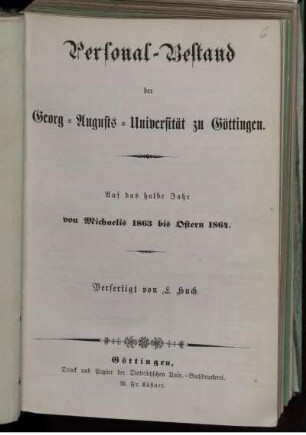 Personal-Bestand
der
Georg-Augusts-Universität zu Göttingen.
Auf das halbe Jahr
von Michaelis 1863 bis Ostern 1864.
Verfertigt von L. Huch.
Göttingen,
Druck und Papier der Dieterichschen Univ.-Buchdruckerei.
W. Fr. Kästner.